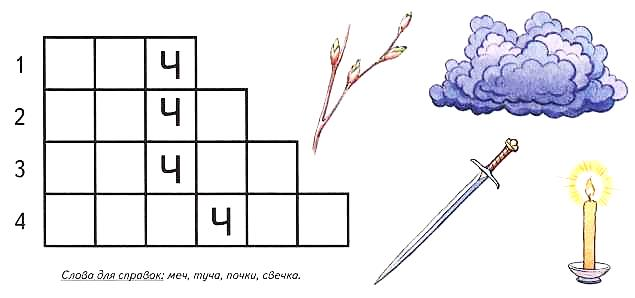 1 Ч
2 Ч
3 Ч
4 Ч
Слова для справок: меч, туча, почки, свечка.